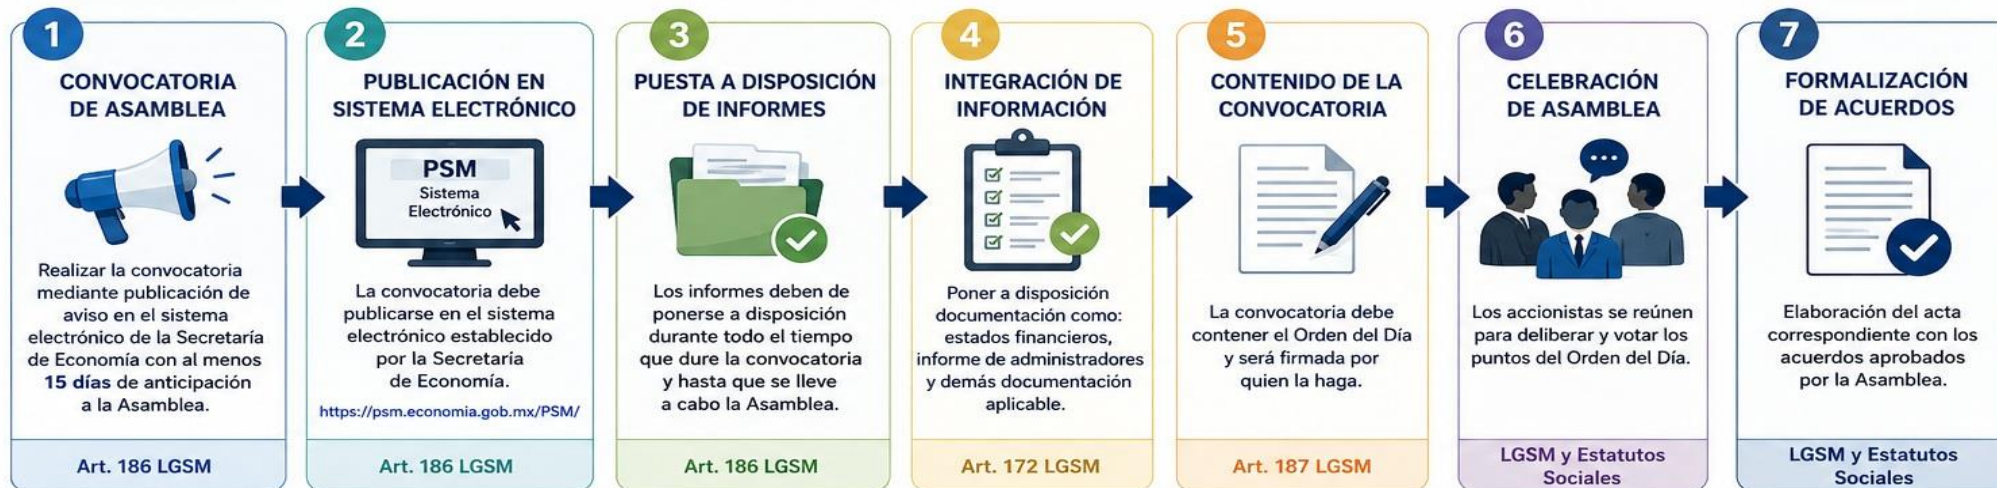 1
CONVOCATORIA
DE ASAMBLEA
Realizar la convocatoria
mediante publicación de
aviso en el sistema
electrónico de la Secretaría
de Economía con al menos
15 días de anticipación
a la Asamblea.
Art. 186 LGSM
2
PUBLICACIÓN EN
SISTEMA ELECTRÓNICO
PSM
Sistema
Electrónico
La convocatoria debe
publicarse en el sistema
electrónico establecido
por la Secretaría
de Economía.
https://psm.economia.gob.mx/PSM/
Art. 186 LGSM
3
PUESTA A DISPOSICIÓN
DE INFORMES
Los informes deben de
ponerse a disposición
durante todo el tiempo
que dure la convocatoria
y hasta que se lleve
a cabo la Asamblea.
Art. 186 LGSM
4
INTEGRACIÓN DE
INFORMACIÓN
Poner a disposición
documentación como:
estados financieros,
informe de administradores
y demás documentación
aplicable.
Art. 172 LGSM
5
CONTENIDO DE LA
CONVOCATORIA
La convocatoria debe
contener el Orden del Día
y será firmada por
quien la haga.
Art. 187 LGSM
6
CELEBRACIÓN
DE ASAMBLEA
Los accionistas se reúnen
para deliberar y votar los
puntos del Orden del Día.
LGSM y Estatutos
Sociales
7
FORMALIZACIÓN
DE ACUERDOS
Elaboración del acta
correspondiente con los
acuerdos aprobados
por la Asamblea.
LGSM y Estatutos
Sociales